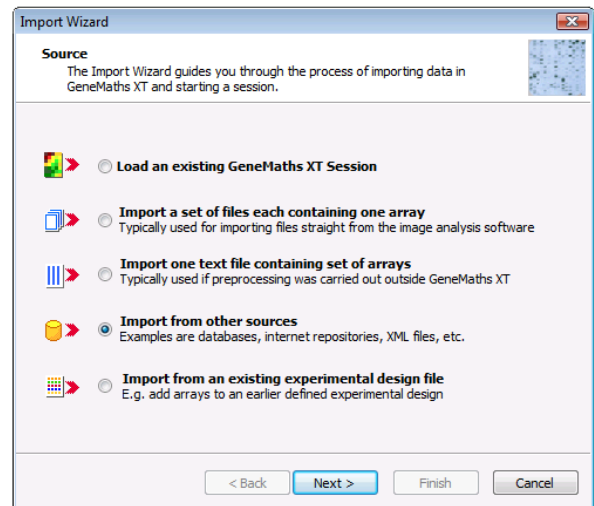 Import Wizard
Source
The Import Wizard guides you through the process of importing data in
GeneMaths XT and starting a session.
Load an existing GeneMaths XT Session
Import a set of files each containing one array
Typically used for importing files straight from the image analysis software
Import one text file containing set of arrays
Typically used if preprocessing was carried out outside GeneMaths XT
Import from other sources
Examples are databases, internet repositories, XML files, etc.
Import from an existing experimental design file
E.g. add arrays to an earlier defined experimental design
< Back Next > Finish Cancel